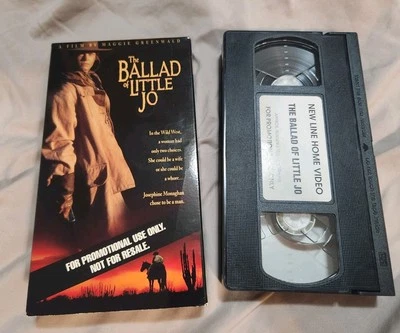 A FILM BY MAGGIE GREENWALD
The
BALLAD
of LITTLE
JO
In the Wild West,
a woman had
only two choices.
She could be a wife
or she could be
a whore...
Josephine Monaghan
chose to be a man.
FOR PROMOTIONAL USE ONLY.
NOT FOR RESALE.
NEW LINE HOME VIDEO
THE BALLAD OF LITTLE JO